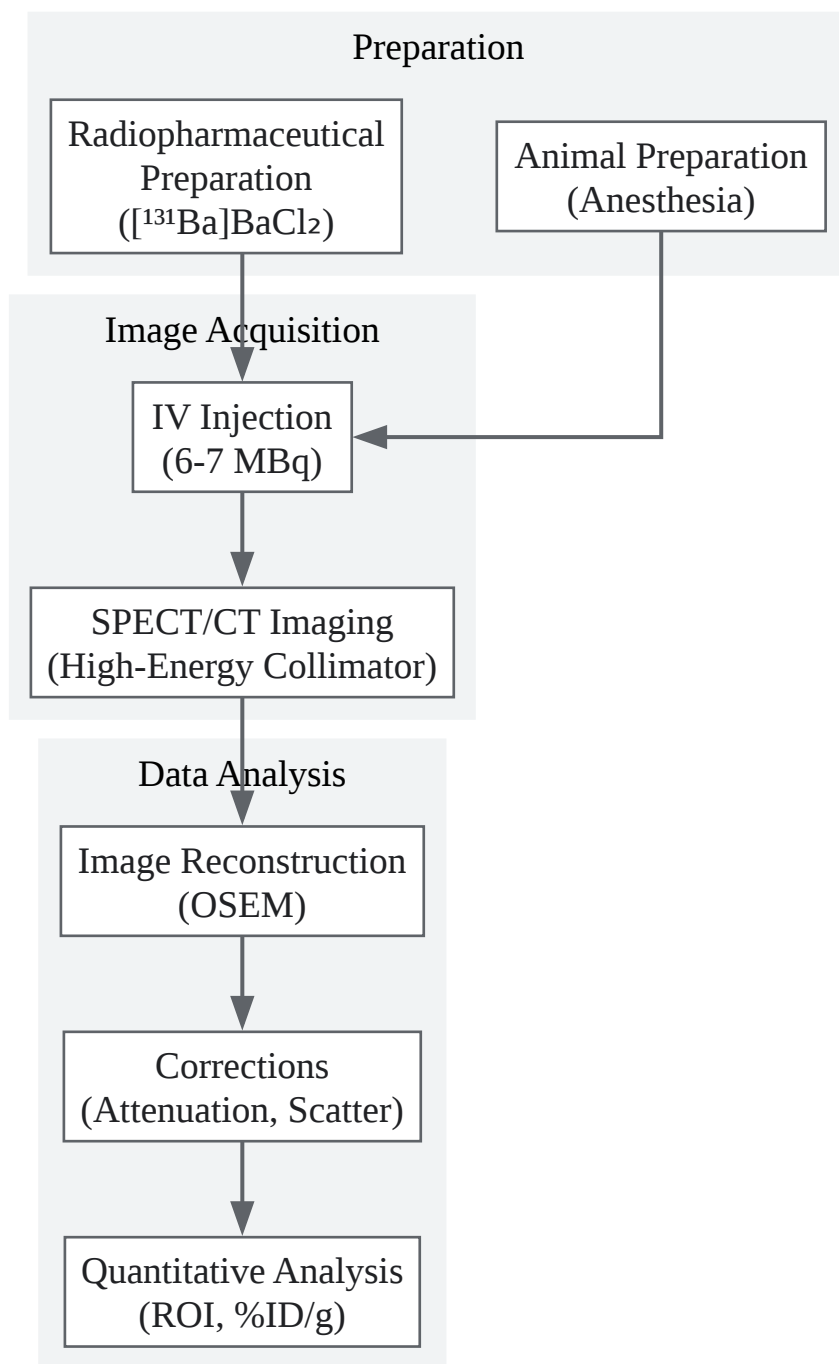 Preparation
Radiopharmaceutical
Preparation
([¹³¹Ba]BaCl₂)
Animal Preparation
(Anesthesia)
Image Acquisition
IV Injection
(6-7 MBq)
SPECT/CT Imaging
(High-Energy Collimator)
Data Analysis
Image Reconstruction
(OSEM)
Corrections
(Attenuation, Scatter)
Quantitative Analysis
(ROI, %ID/g)